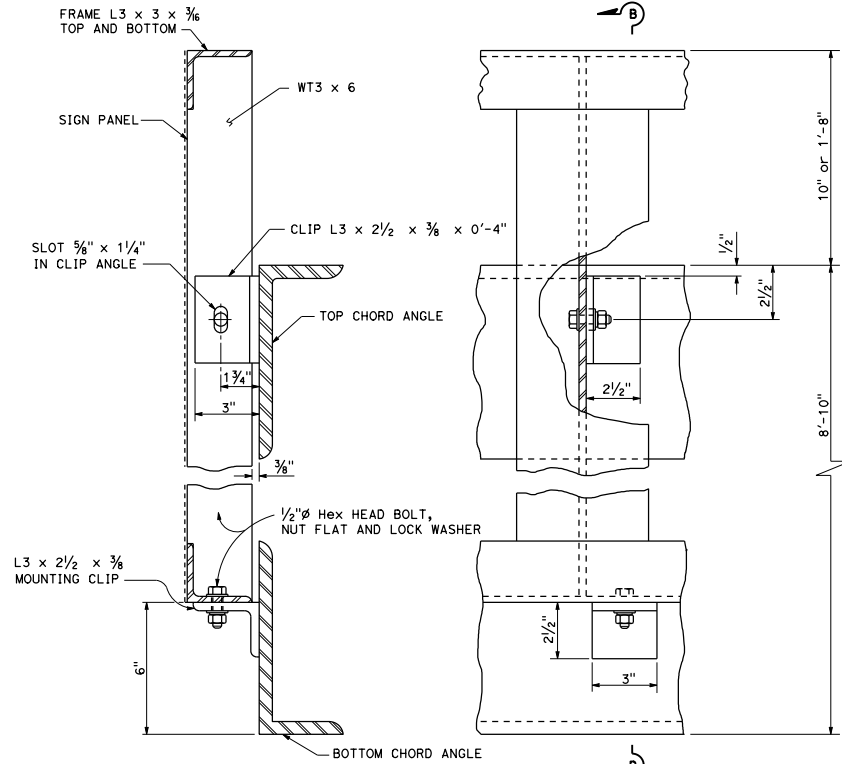 FRAME L3 x 3 x 3⁄16
TOP AND BOTTOM
B
WT3 x 6
SIGN PANEL
10" or 1'-8"
CLIP L3 x 2½ x ⅜ x 0'-4"
SLOT ⅝" x 1¼"
IN CLIP ANGLE
½"
2½"
TOP CHORD ANGLE
1¾"
3"
2½"
8'-10"
⅜"
½"Ø Hex HEAD BOLT,
NUT FLAT AND LOCK WASHER
L3 x 2½ x ⅜
MOUNTING CLIP
6"
2½"
3"
BOTTOM CHORD ANGLE
B